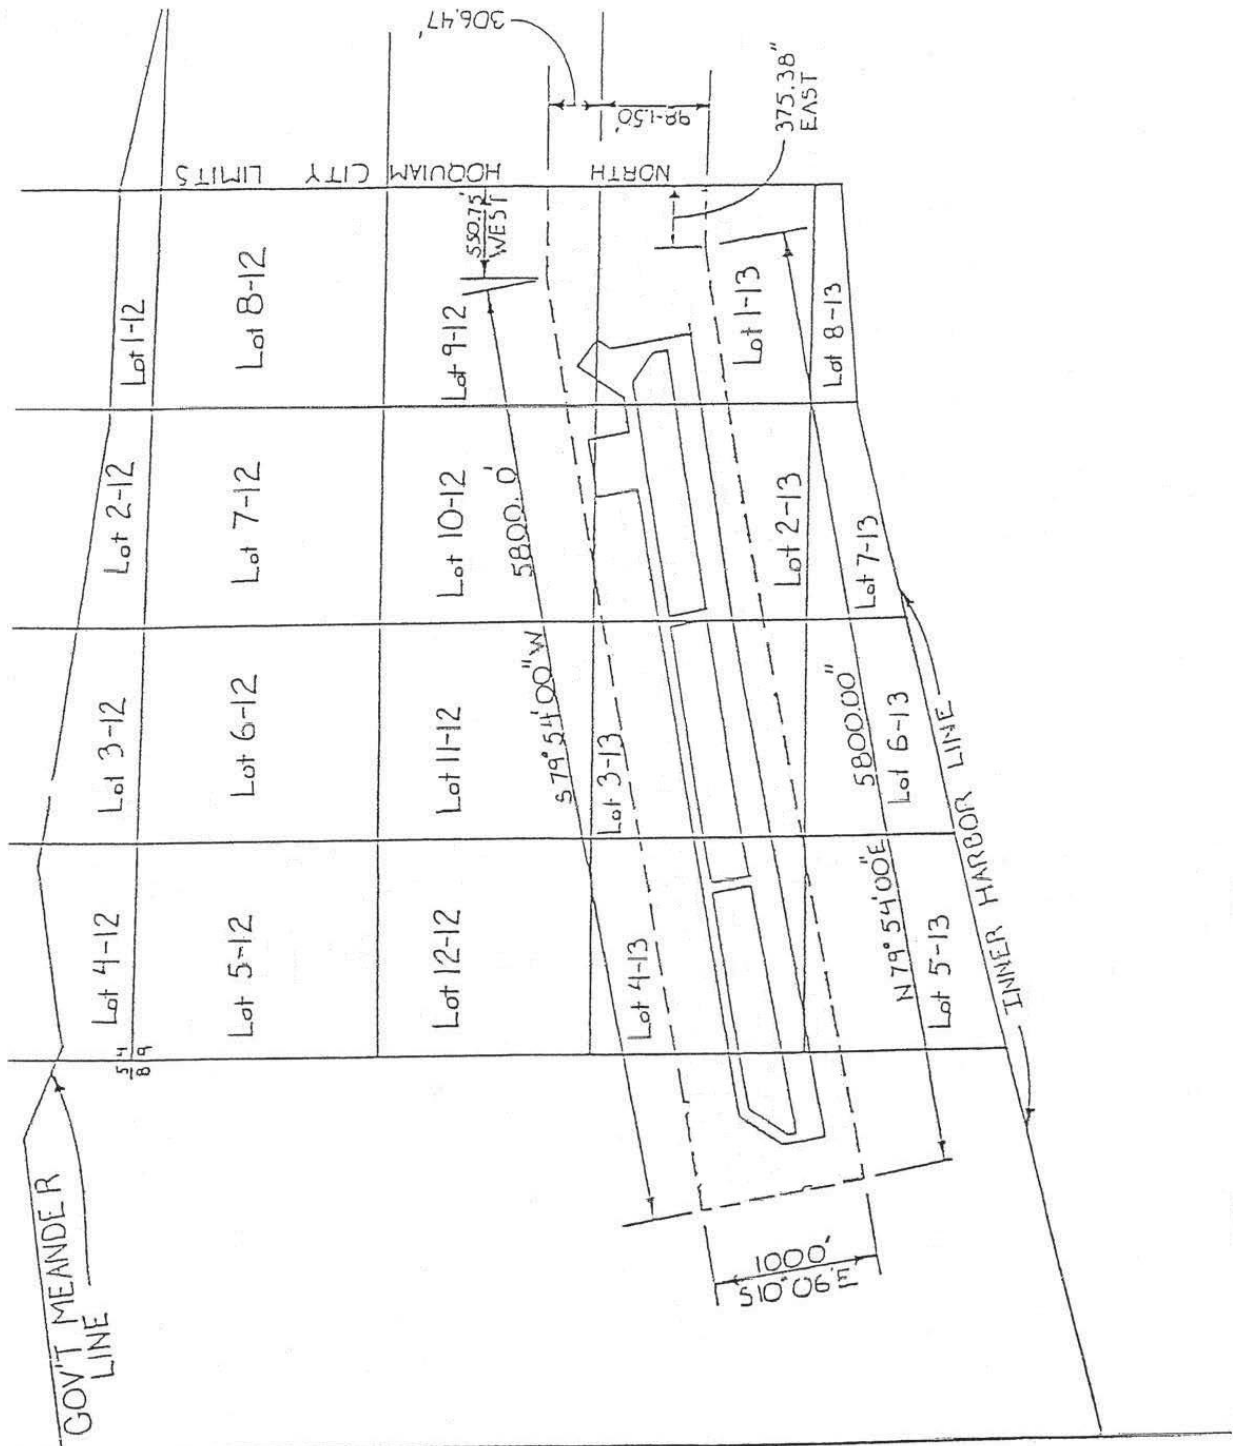 306.47'
981.50'
375.38"
EAST
NORTH
HOQUIAM CITY LIMITS
550.75'
WEST
Lot 1-12
Lot 8-12
Lot 9-12
Lot 1-13
Lot 8-13
Lot 2-12
Lot 7-12
Lot 10-12
5800.0'
Lot 2-13
Lot 7-13
Lot 3-12
Lot 6-12
Lot 11-12
S 79° 54' 00" W
Lot 3-13
5800.00"
Lot 6-13
INNER HARBOR LINE
Lot 4-12
Lot 5-12
Lot 12-12
Lot 4-13
N 79° 54' 00" E
Lot 5-13
5 4
8 9
GOV'T MEANDER
LINE
1000'
S10°06'E